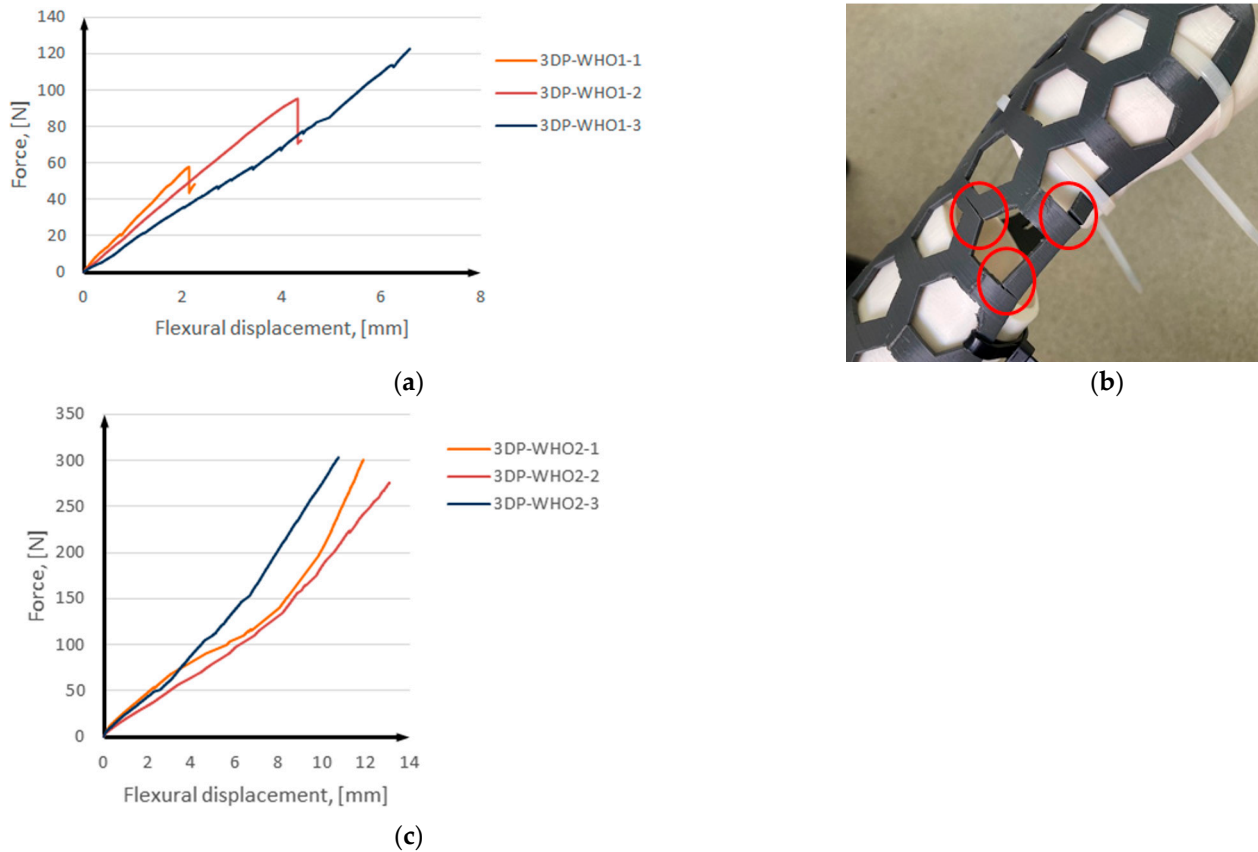 140
120
100
80
60
40
20
0
0 2 4 6 8
Force, [N]
Flexural displacement, [mm]
3DP-WHO1-1
3DP-WHO1-2
3DP-WHO1-3
(a)
(b)
350
300
250
200
150
100
50
0
0 2 4 6 8 10 12 14
Force, [N]
Flexural displacement, [mm]
3DP-WHO2-1
3DP-WHO2-2
3DP-WHO2-3
(c)